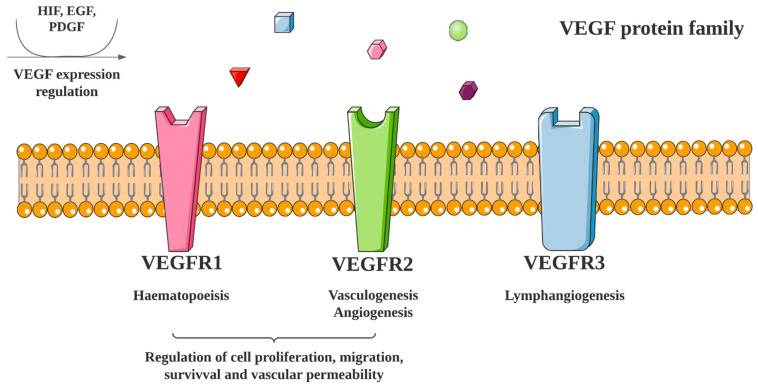 HIF, EGF,
PDGF
VEGF expression
regulation
VEGF protein family
VEGFR1
Haematopoeisis
VEGFR2
Vasculogenesis
Angiogenesis
VEGFR3
Lymphangiogenesis
Regulation of cell proliferation, migration,
survivval and vascular permeability